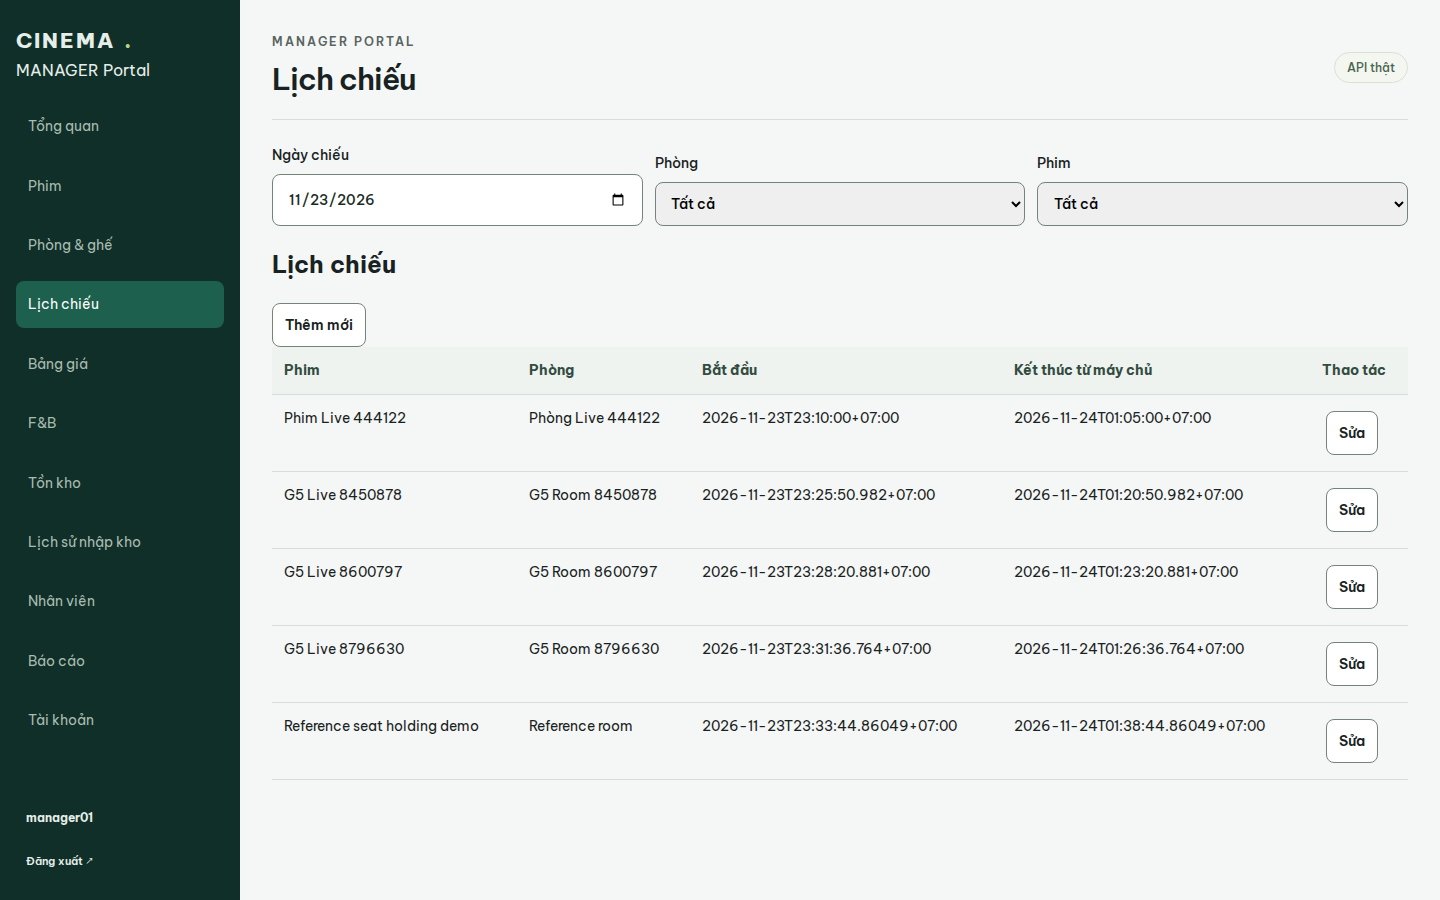 CINEMA .
MANAGER Portal
Tổng quan
Phim
Phòng & ghế
Lịch chiếu
Bảng giá
F&B
Tồn kho
Lịch sử nhập kho
Nhân viên
Báo cáo
Tài khoản
manager01
Đăng xuất ↗
MANAGER PORTAL
Lịch chiếu
API thật
Ngày chiếu
Phòng
Phim
11/23/2026
Tất cả
Tất cả
Lịch chiếu
Thêm mới
Phim Phòng Bắt đầu Kết thúc từ máy chủ Thao tác
Phim Live 444122 Phòng Live 444122 2026-11-23T23:10:00+07:00 2026-11-24T01:05:00+07:00 Sửa
G5 Live 8450878 G5 Room 8450878 2026-11-23T23:25:50.982+07:00 2026-11-24T01:20:50.982+07:00 Sửa
G5 Live 8600797 G5 Room 8600797 2026-11-23T23:28:20.881+07:00 2026-11-24T01:23:20.881+07:00 Sửa
G5 Live 8796630 G5 Room 8796630 2026-11-23T23:31:36.764+07:00 2026-11-24T01:26:36.764+07:00 Sửa
Reference seat holding demo Reference room 2026-11-23T23:33:44.86049+07:00 2026-11-24T01:38:44.86049+07:00 Sửa